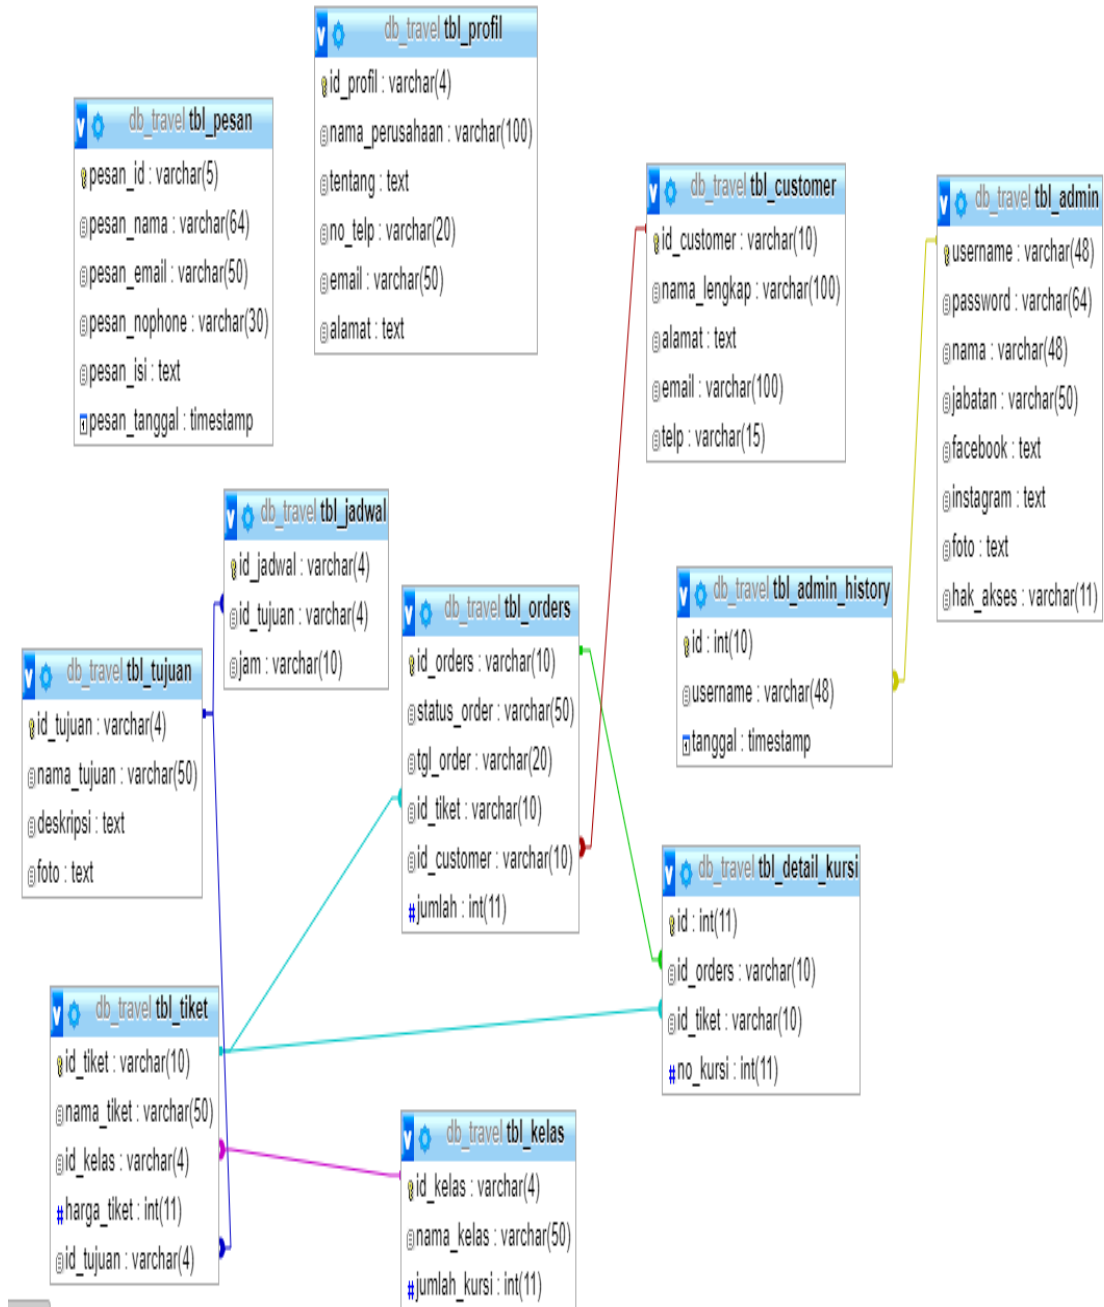 db_travel tbl_profil
id_profil : varchar(4)
nama_perusahaan : varchar(100)
tentang : text
no_telp : varchar(20)
email : varchar(50)
alamat : text
db_travel tbl_pesan
pesan_id : varchar(5)
pesan_nama : varchar(64)
pesan_email : varchar(50)
pesan_nophone : varchar(30)
pesan_isi : text
pesan_tanggal : timestamp
db_travel tbl_customer
id_customer : varchar(10)
nama_lengkap : varchar(100)
alamat : text
email : varchar(100)
telp : varchar(15)
db_travel tbl_admin
username : varchar(48)
password : varchar(64)
nama : varchar(48)
jabatan : varchar(50)
facebook : text
instagram : text
foto : text
hak_akses : varchar(11)
db_travel tbl_jadwal
id_jadwal : varchar(4)
id_tujuan : varchar(4)
jam : varchar(10)
db_travel tbl_orders
id_orders : varchar(10)
status_order : varchar(50)
tgl_order : varchar(20)
id_tiket : varchar(10)
id_customer : varchar(10)
# jumlah : int(11)
db_travel tbl_admin_history
id : int(10)
username : varchar(48)
tanggal : timestamp
db_travel tbl_tujuan
id_tujuan : varchar(4)
nama_tujuan : varchar(50)
deskripsi : text
foto : text
db_travel tbl_detail_kursi
id : int(11)
id_orders : varchar(10)
id_tiket : varchar(10)
# no_kursi : int(11)
db_travel tbl_tiket
id_tiket : varchar(10)
nama_tiket : varchar(50)
id_kelas : varchar(4)
# harga_tiket : int(11)
id_tujuan : varchar(4)
db_travel tbl_kelas
id_kelas : varchar(4)
nama_kelas : varchar(50)
# jumlah_kursi : int(11)